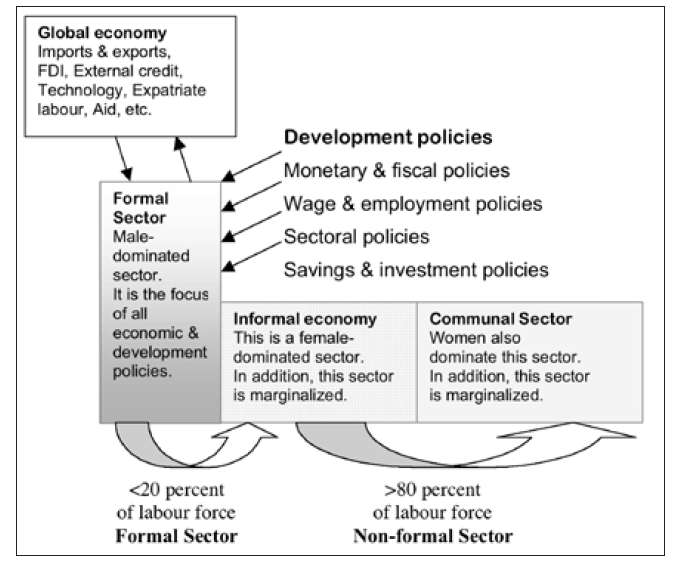 Global economy
Imports & exports,
FDI, External credit,
Technology, Expatriate
labour, Aid, etc.
Development policies
Monetary & fiscal policies
Wage & employment policies
Sectoral policies
Savings & investment policies
Formal
Sector
Male-
dominated
sector.
It is the focus
of all
economic &
development
policies.
Informal economy
This is a female-
dominated sector.
In addition, this sector
is marginalized.
Communal Sector
Women also
dominate this sector.
In addition, this sector
is marginalized.
<20 percent
of labour force
Formal Sector
>80 percent
of labour force
Non-formal Sector